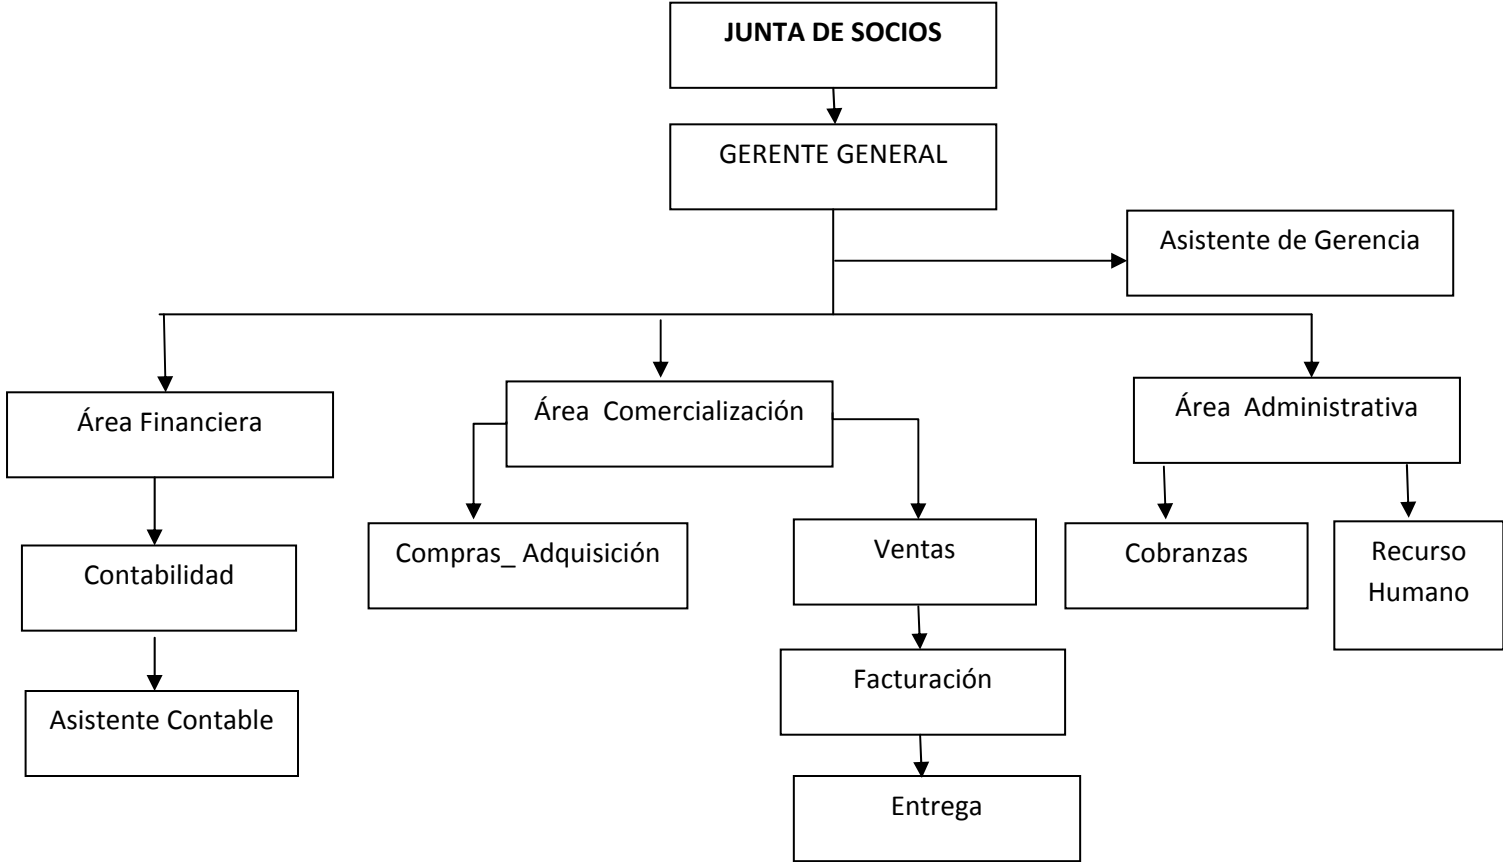 JUNTA DE SOCIOS
GERENTE GENERAL
Asistente de Gerencia
Área Financiera
Área  Comercialización
Área  Administrativa
Contabilidad
Compras_ Adquisición
Ventas
Cobranzas
Recurso
Humano
Asistente Contable
Facturación
Entrega